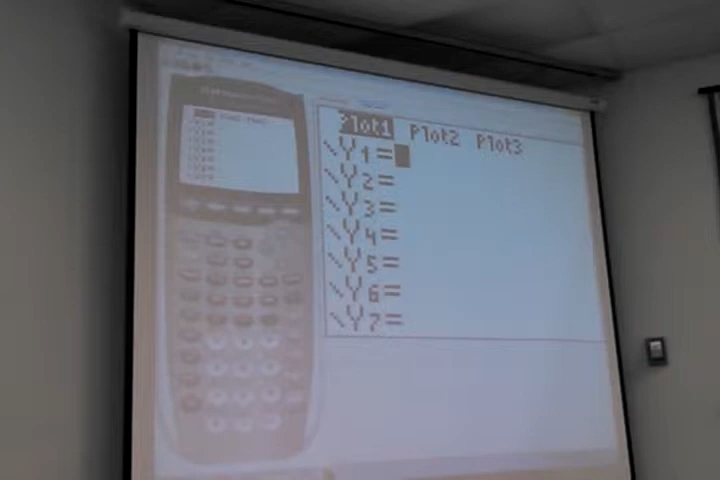 Plot1 Plot2 Plot3
\Y1=
\Y2=
\Y3=
\Y4=
\Y5=
\Y6=
\Y7=